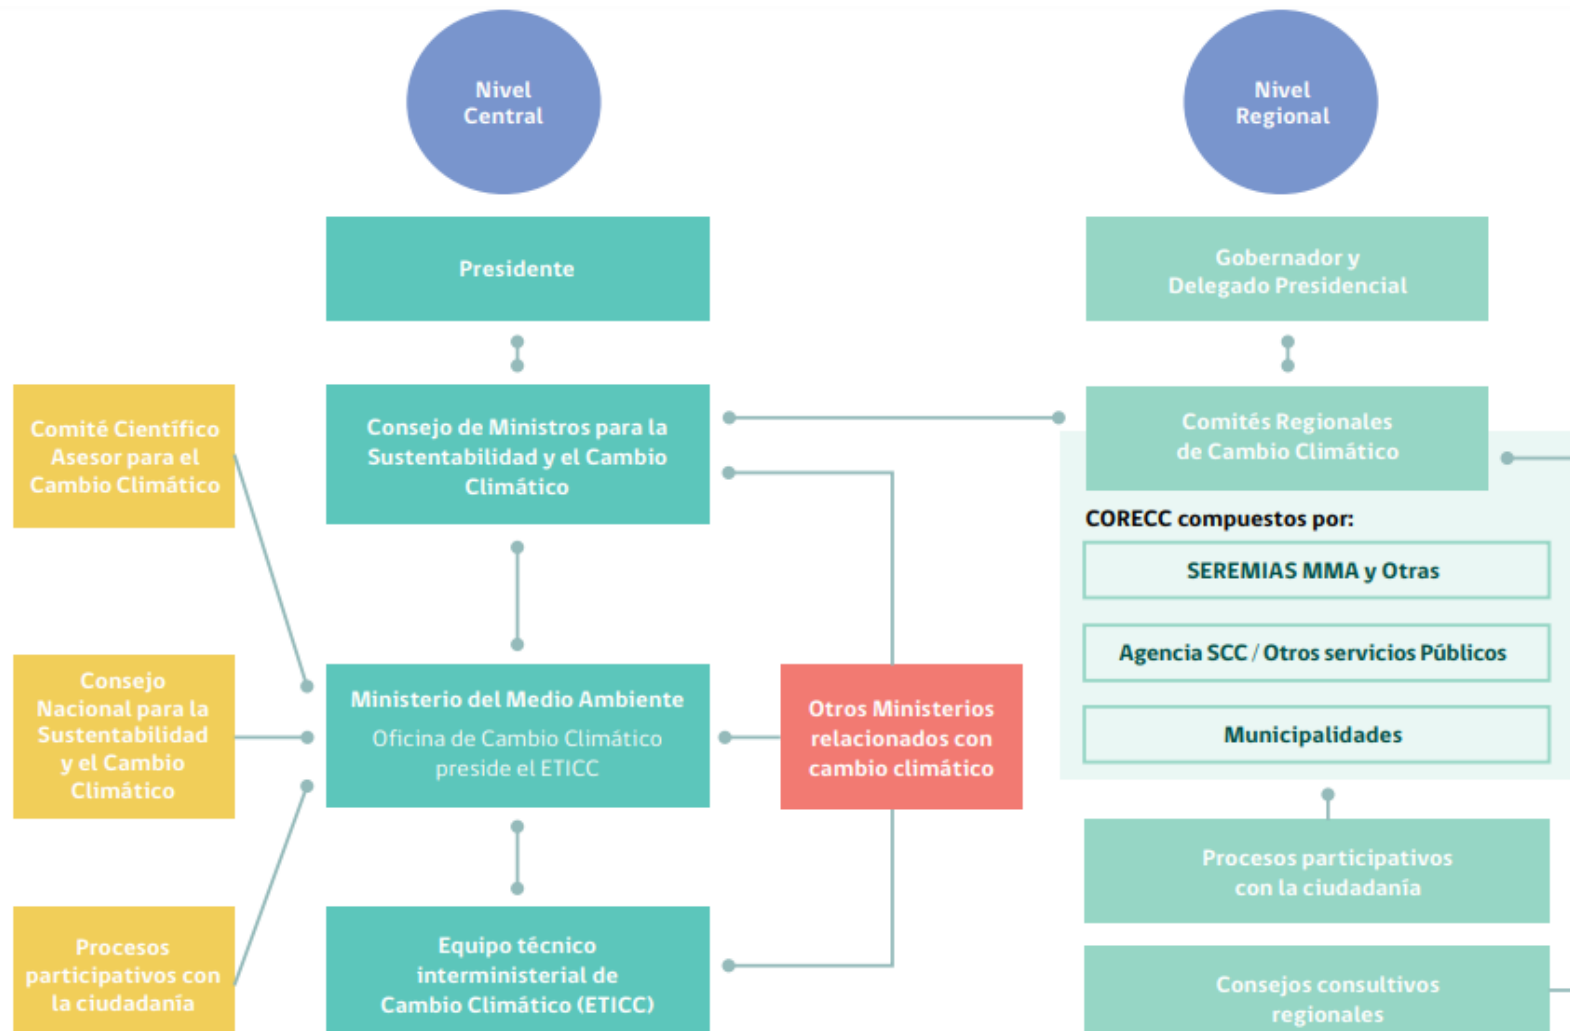 Nivel
Central
Nivel
Regional
Presidente
Gobernador y
Delegado Presidencial
Comité Científico
Asesor para el
Cambio Climático
Consejo de Ministros para la
Sustentabilidad y el Cambio
Climático
Comités Regionales
de Cambio Climático
CORECC compuestos por:
SEREMIAS MMA y Otras
Agencia SCC / Otros servicios Públicos
Municipalidades
Consejo
Nacional para la
Sustentabilidad
y el Cambio
Climático
Ministerio del Medio Ambiente
Oficina de Cambio Climático
preside el ETICC
Otros Ministerios
relacionados con
cambio climático
Procesos participativos
con la ciudadanía
Procesos
participativos con
la ciudadanía
Equipo técnico
interministerial de
Cambio Climático (ETICC)
Consejos consultivos
regionales